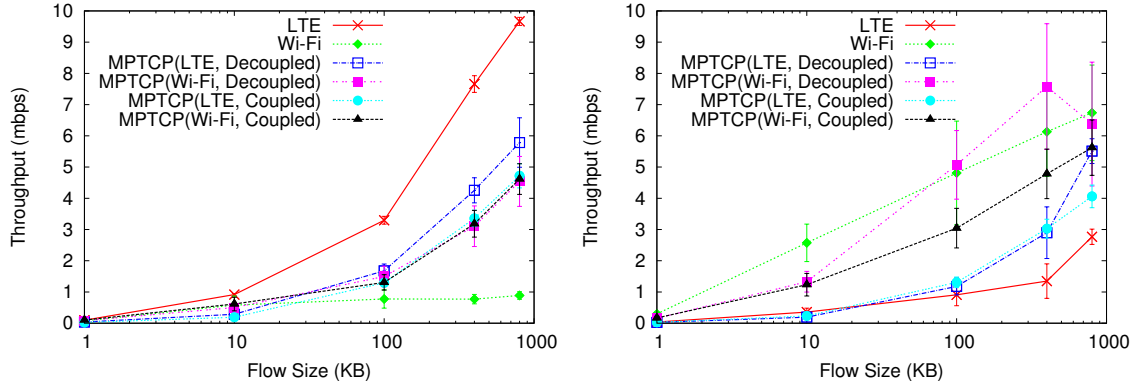 10
9
8
7
6
5
4
3
2
1
0
Throughput (mbps)
1
10
100
1000
Flow Size (KB)
LTE
Wi-Fi
MPTCP(LTE, Decoupled)
MPTCP(Wi-Fi, Decoupled)
MPTCP(LTE, Coupled)
MPTCP(Wi-Fi, Coupled)
10
9
8
7
6
5
4
3
2
1
0
Throughput (mbps)
1
10
100
1000
Flow Size (KB)
LTE
Wi-Fi
MPTCP(LTE, Decoupled)
MPTCP(Wi-Fi, Decoupled)
MPTCP(LTE, Coupled)
MPTCP(Wi-Fi, Coupled)